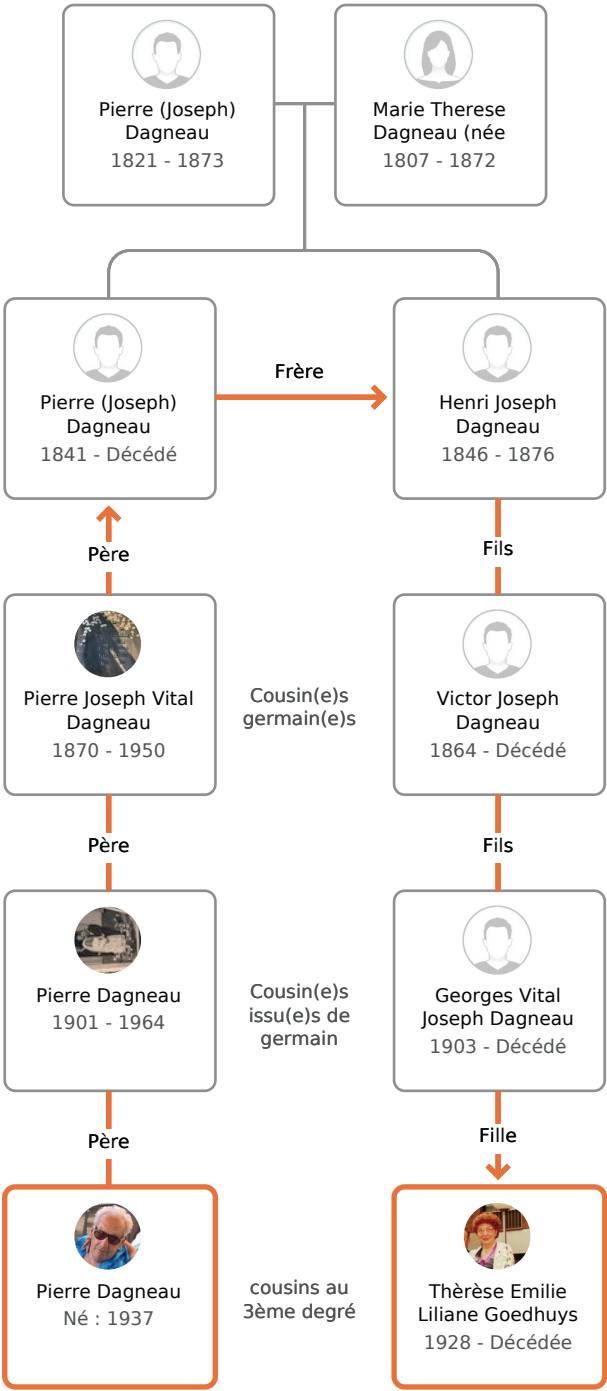 Pierre (Joseph)
Dagneau
1821 - 1873
Marie Therese
Dagneau (née
1807 - 1872
Pierre (Joseph)
Dagneau
1841 - Décédé
Frère
Henri Joseph
Dagneau
1846 - 1876
Père
Fils
Pierre Joseph Vital
Dagneau
1870 - 1950
Cousin(e)s
germain(e)s
Victor Joseph
Dagneau
1864 - Décédé
Père
Fils
Pierre Dagneau
1901 - 1964
Cousin(e)s
issu(e)s de
germain
Georges Vital
Joseph Dagneau
1903 - Décédé
Père
Fille
Pierre Dagneau
Né : 1937
cousins au
3ème degré
Thèrèse Emilie
Liliane Goedhuys
1928 - Décédée